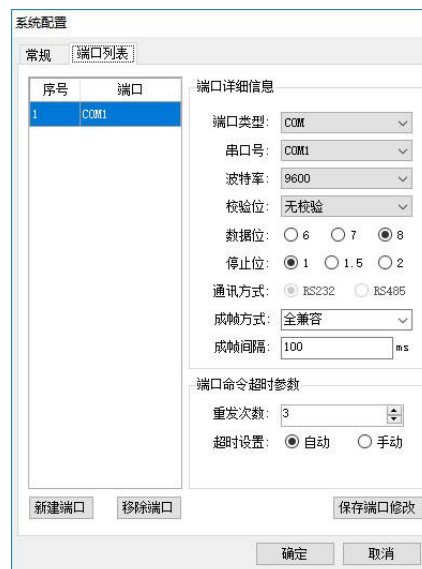 系统配置
常规 端口列表
序号 端口
1 COM1
端口详细信息
端口类型: COM
串口号: COM1
波特率: 9600
校验位: 无校验
数据位: 6 7 8
停止位: 1 1.5 2
通讯方式: RS232 RS485
成帧方式: 全兼容
成帧间隔: 100 ms
端口命令超时参数
重发次数: 3
超时设置: 自动 手动
新建端口 移除端口 保存端口修改
确定 取消